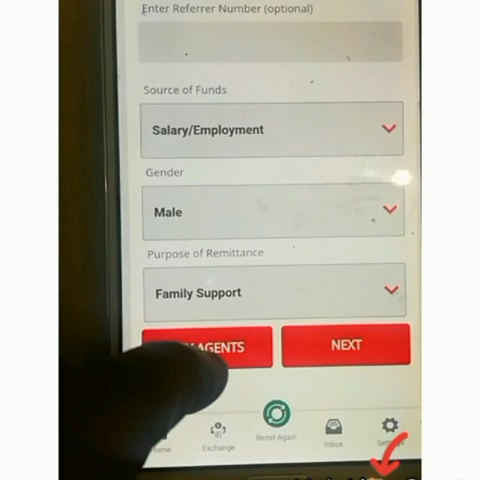 Enter Referrer Number (optional)
Source of Funds
Salary/Employment
Gender
Male
Purpose of Remittance
Family Support
AGENTS
NEXT
Exchange
Remit Again
Inbox